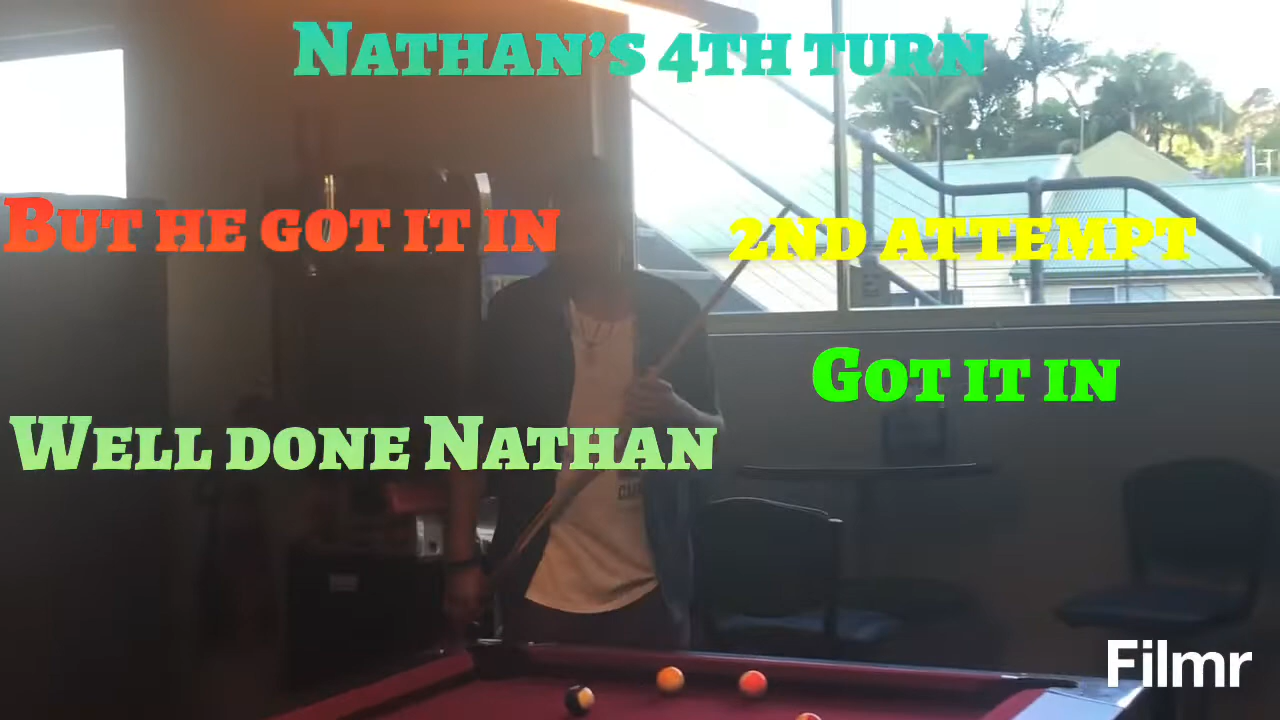 Nathan's 4th turn
But he got it in
2nd attempt
Got it in
Well done Nathan
Filmr